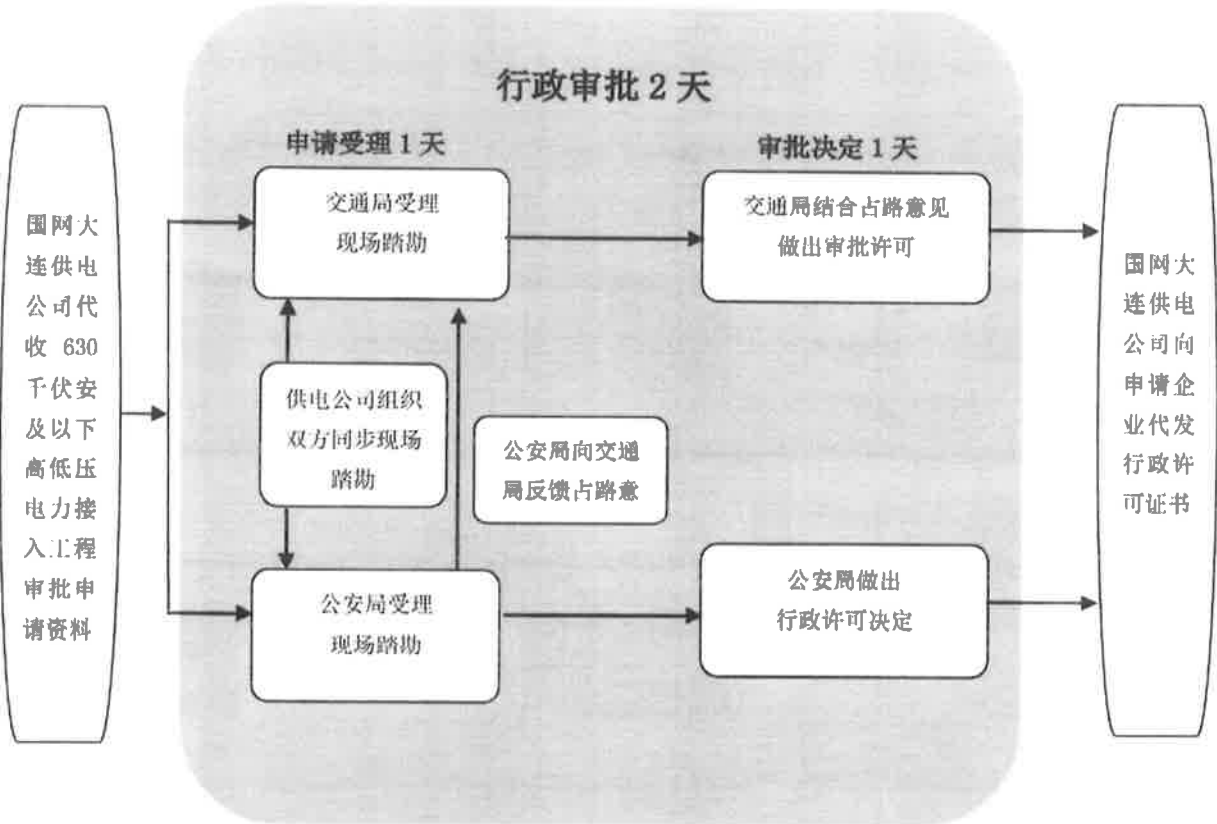 行政审批 2 天
申请受理 1 天
审批决定 1 天
国网大
连供电
公司代
收 630
千伏安
及以下
高低压
电力接
入工程
审批申
请资料
交通局受理
现场踏勘
供电公司组织
双方同步现场
踏勘
公安局向交通
局反馈占路意
公安局受理
现场踏勘
交通局结合占路意见
做出审批许可
公安局做出
行政许可决定
国网大
连供电
公司向
申请企
业代发
行政许
可证书